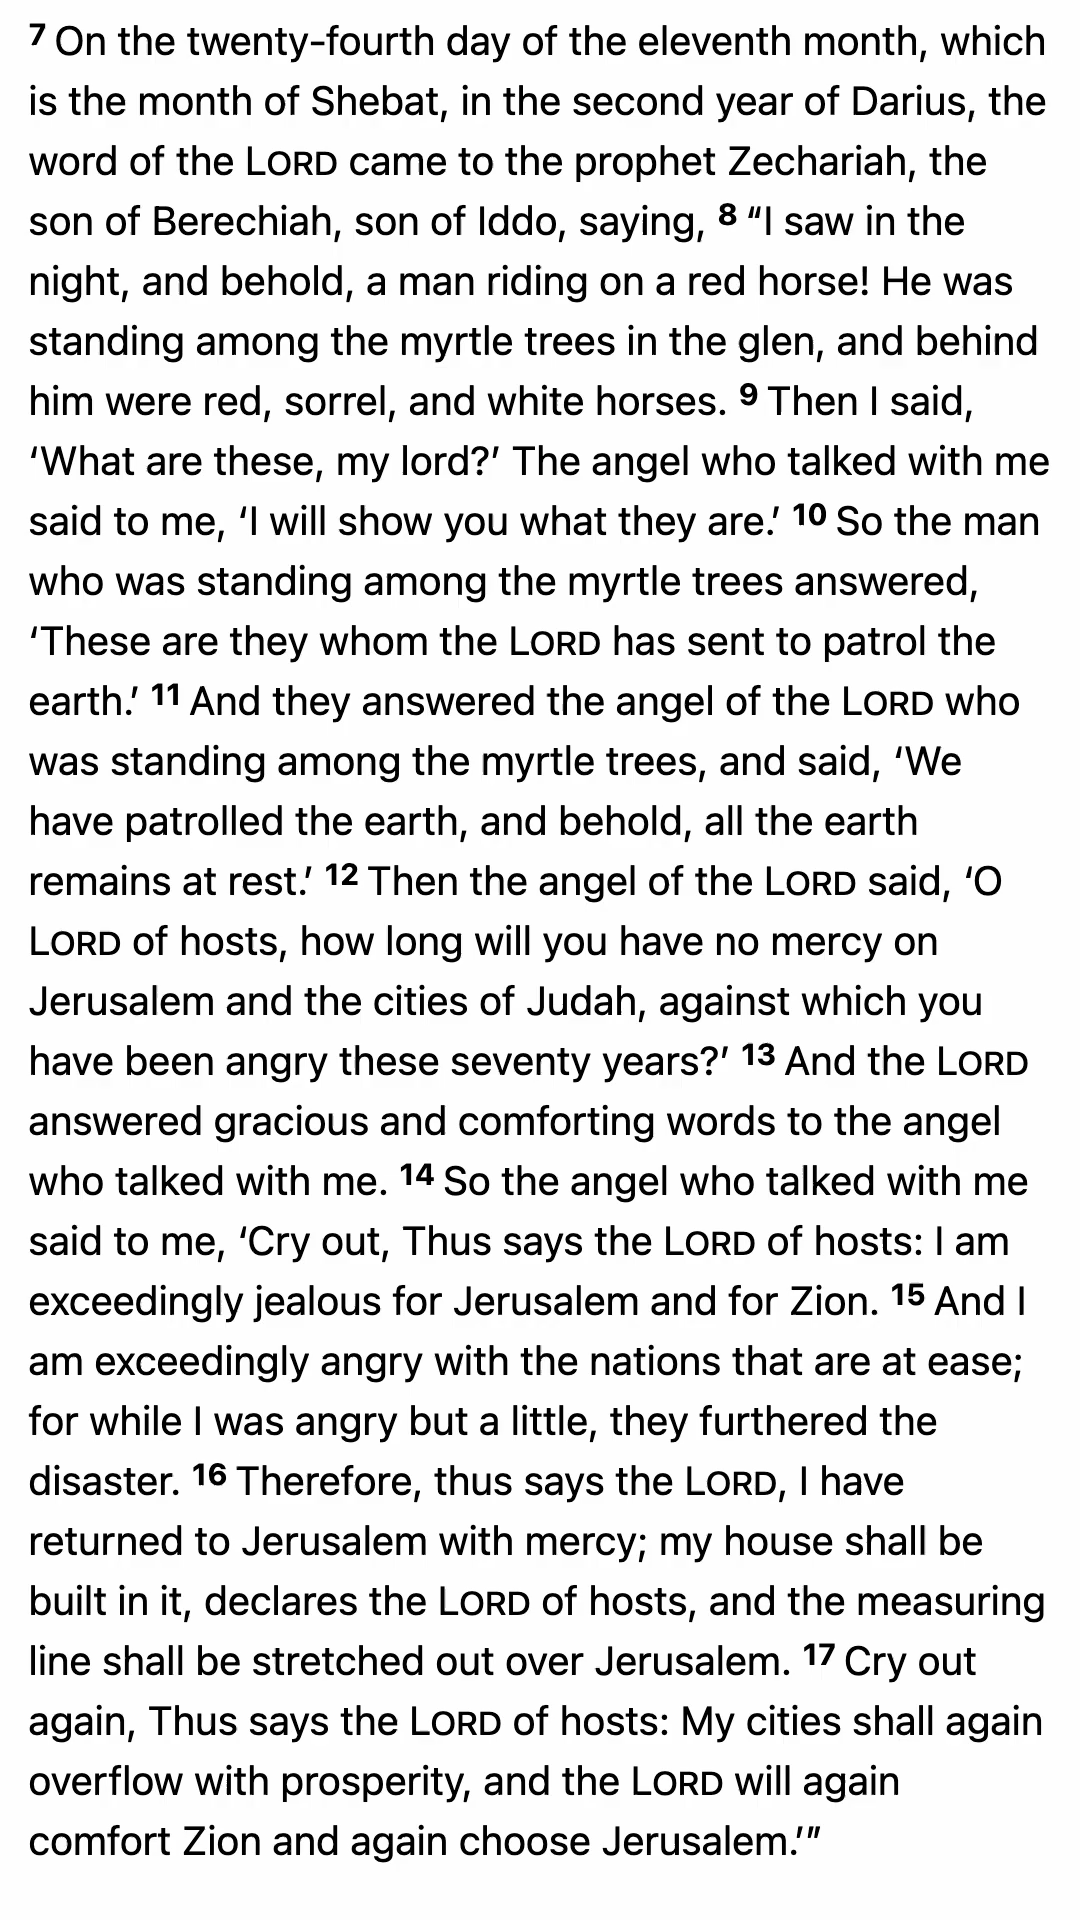 7 On the twenty-fourth day of the eleventh month, which
is the month of Shebat, in the second year of Darius, the
word of the LORD came to the prophet Zechariah, the
son of Berechiah, son of Iddo, saying, 8 “I saw in the
night, and behold, a man riding on a red horse! He was
standing among the myrtle trees in the glen, and behind
him were red, sorrel, and white horses. 9 Then I said,
‘What are these, my lord?’ The angel who talked with me
said to me, ‘I will show you what they are.’ 10 So the man
who was standing among the myrtle trees answered,
‘These are they whom the LORD has sent to patrol the
earth.’ 11 And they answered the angel of the LORD who
was standing among the myrtle trees, and said, ‘We
have patrolled the earth, and behold, all the earth
remains at rest.’ 12 Then the angel of the LORD said, ‘O
LORD of hosts, how long will you have no mercy on
Jerusalem and the cities of Judah, against which you
have been angry these seventy years?’ 13 And the LORD
answered gracious and comforting words to the angel
who talked with me. 14 So the angel who talked with me
said to me, ‘Cry out, Thus says the LORD of hosts: I am
exceedingly jealous for Jerusalem and for Zion. 15 And I
am exceedingly angry with the nations that are at ease;
for while I was angry but a little, they furthered the
disaster. 16 Therefore, thus says the LORD, I have
returned to Jerusalem with mercy; my house shall be
built in it, declares the LORD of hosts, and the measuring
line shall be stretched out over Jerusalem. 17 Cry out
again, Thus says the LORD of hosts: My cities shall again
overflow with prosperity, and the LORD will again
comfort Zion and again choose Jerusalem.’”